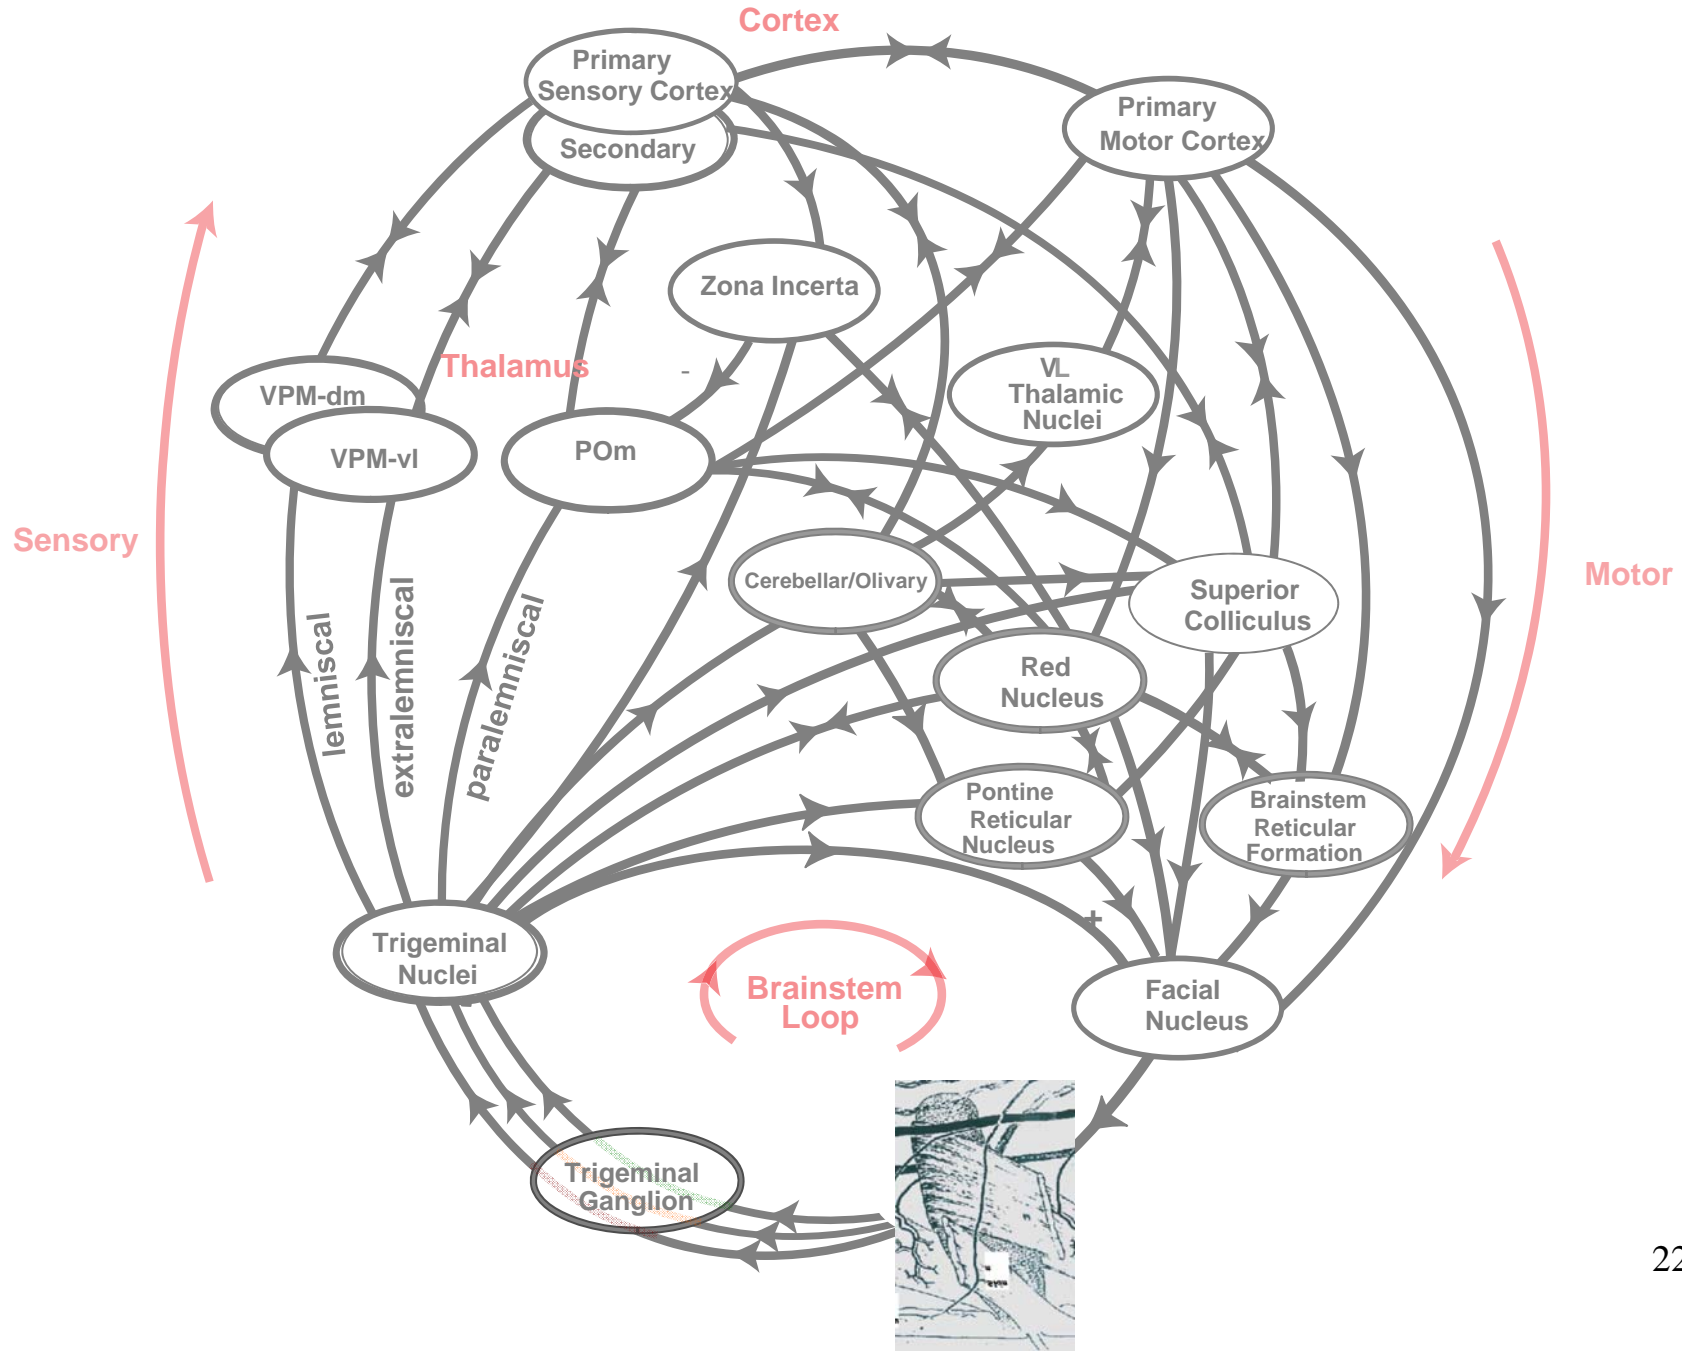 Cortex
Primary
Sensory Cortex
Secondary
Primary
Motor Cortex
Zona Incerta
Thalamus
-
VPM-dm
VPM-vl
POm
VL
Thalamic
Nuclei
Sensory
Motor
Cerebellar/Olivary
Superior
Colliculus
lemniscal
extralemniscal
paralemniscal
Red
Nucleus
Pontine
Reticular
Nucleus
Brainstem
Reticular
Formation
+
Trigeminal
Nuclei
-
Brainstem
Loop
Facial
Nucleus
Trigeminal
Ganglion
22